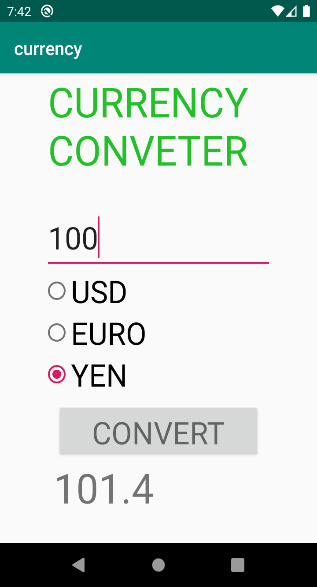 7:42
currency
CURRENCY
CONVETER
100
USD
EURO
YEN
CONVERT
101.4